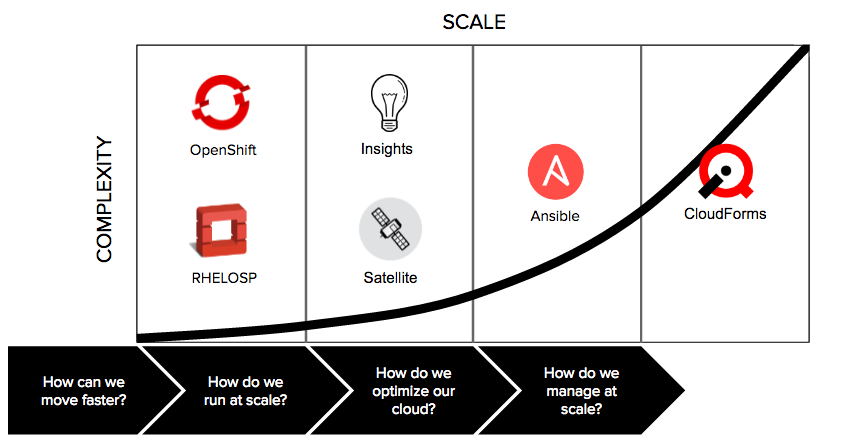 SCALE
COMPLEXITY
OpenShift
Insights
Ansible
CloudForms
RHELOSP
Satellite
How can we
move faster?
How do we
run at scale?
How do we
optimize our
cloud?
How do we
manage at
scale?